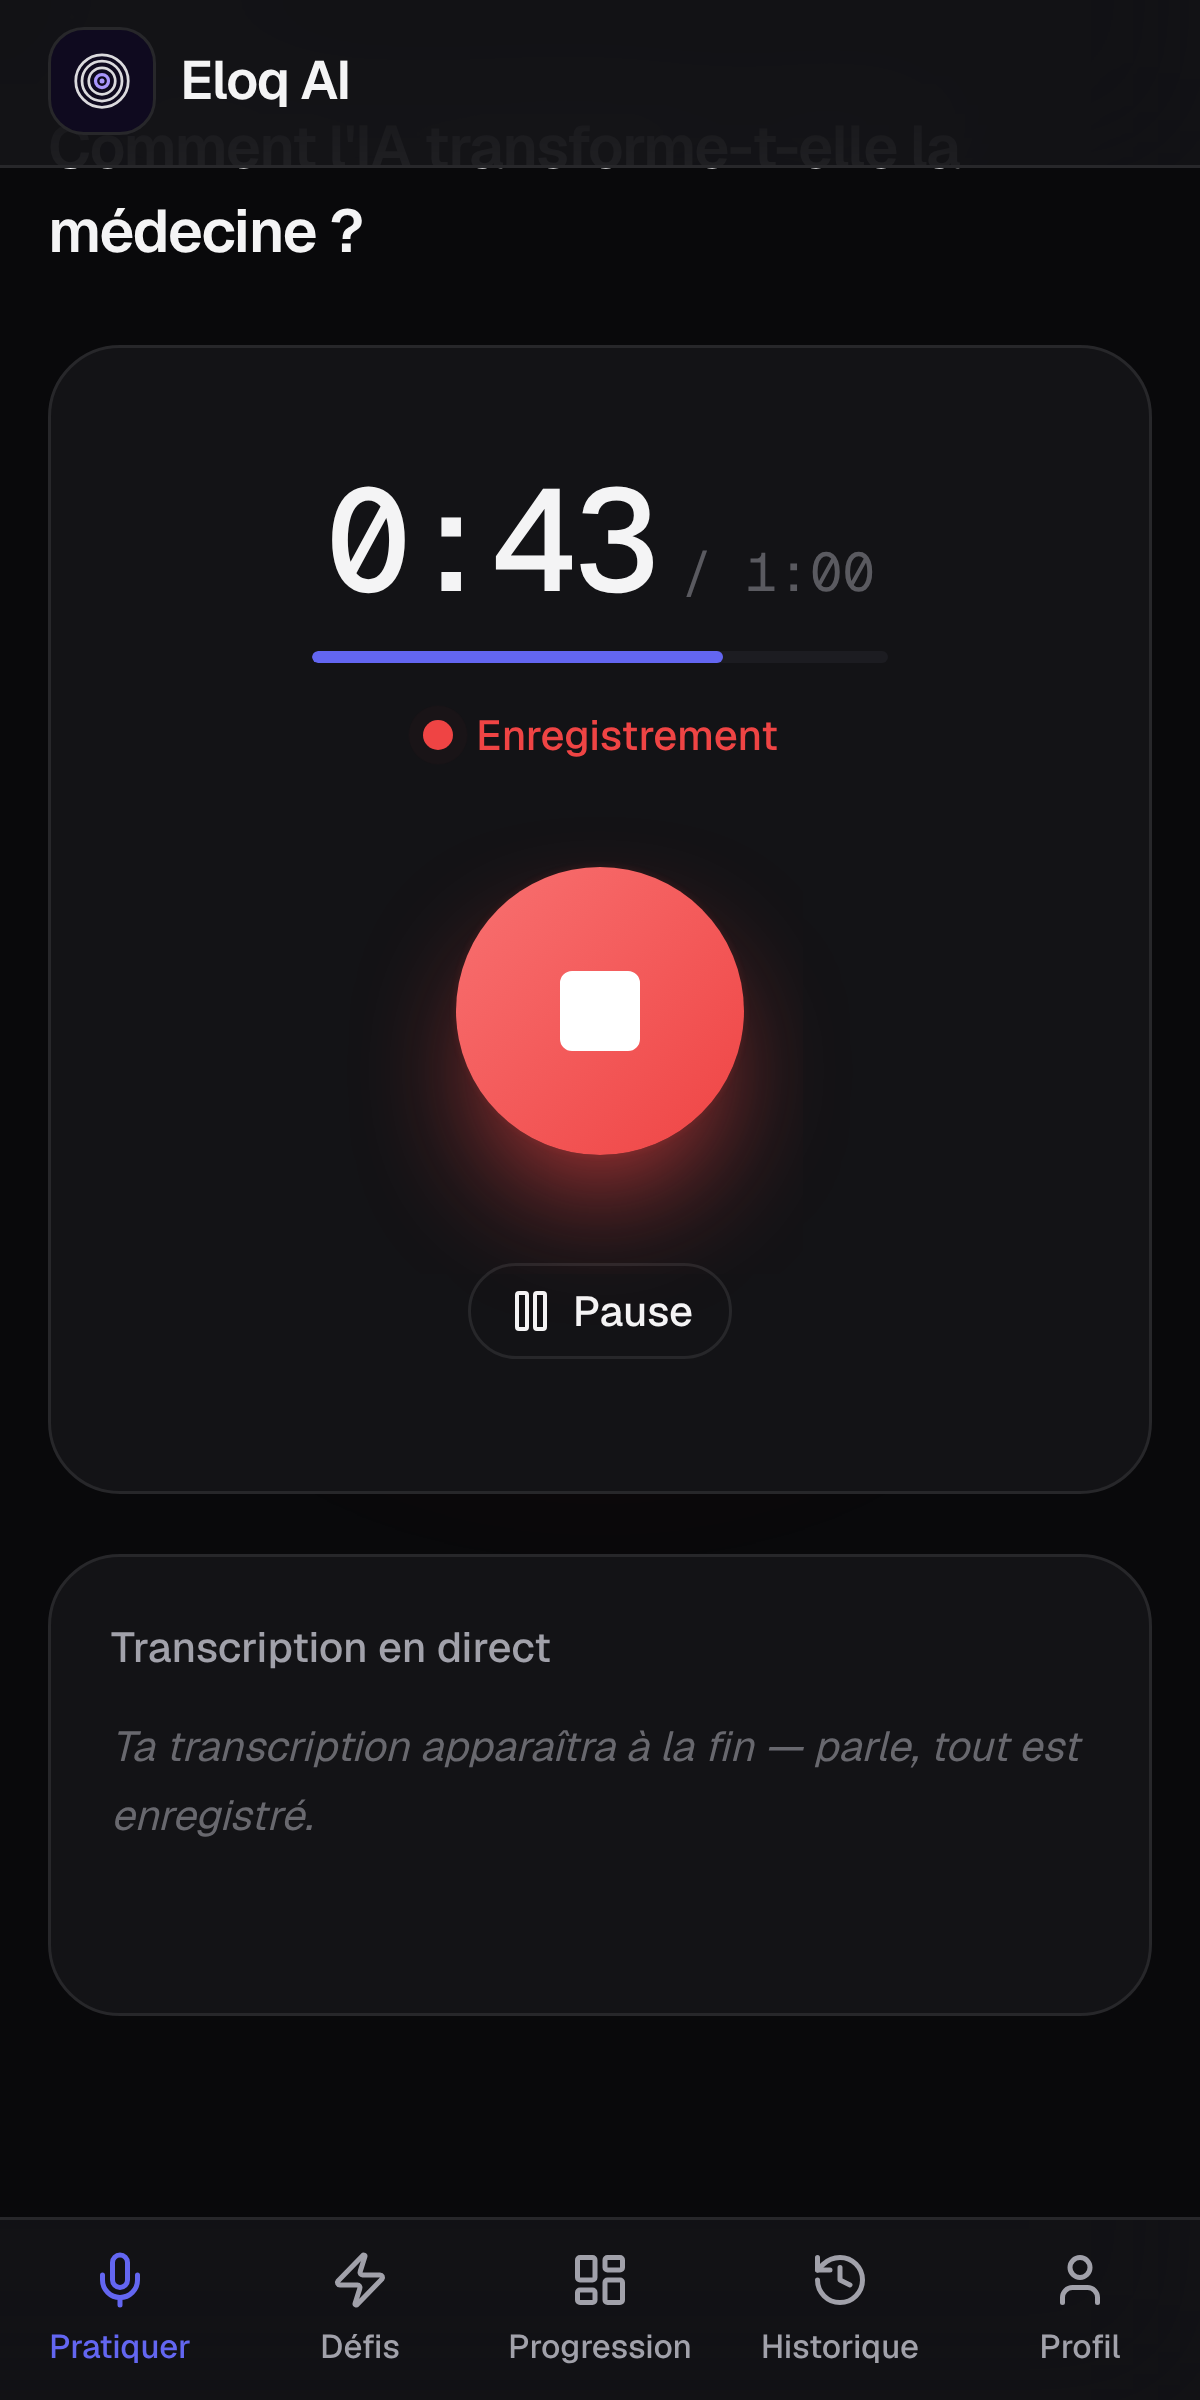 Eloq AI
Comment l'IA transforme-t-elle la
médecine ?
0:43 / 1:00
Enregistrement
Pause
Transcription en direct
Ta transcription apparaîtra à la fin — parle, tout est
enregistré.
Pratiquer
Défis
Progression
Historique
Profil